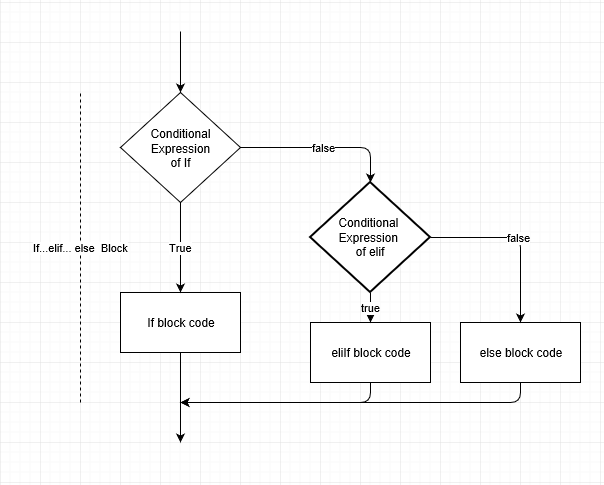 Conditional
Expression
of If
false
Conditional
Expression
of elif
false
If...elif... else Block
True
true
If block code
eliIf block code
else block code